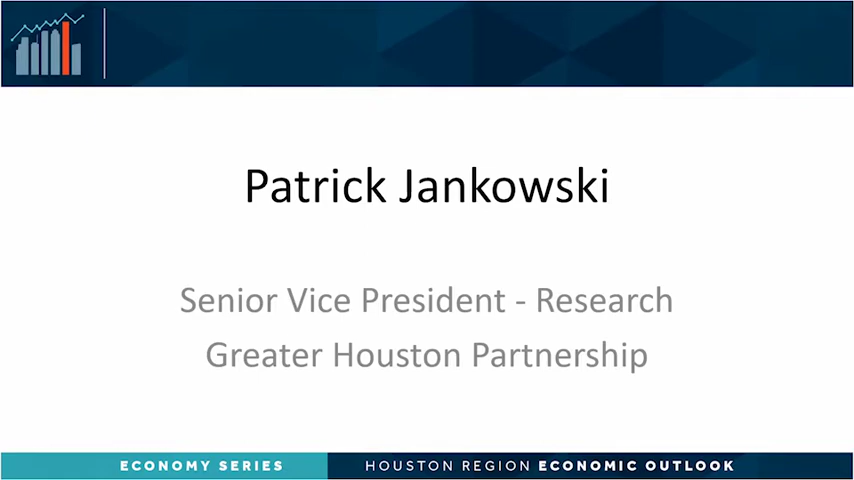 Patrick Jankowski
Senior Vice President - Research
Greater Houston Partnership
ECONOMY SERIES
HOUSTON REGION ECONOMIC OUTLOOK